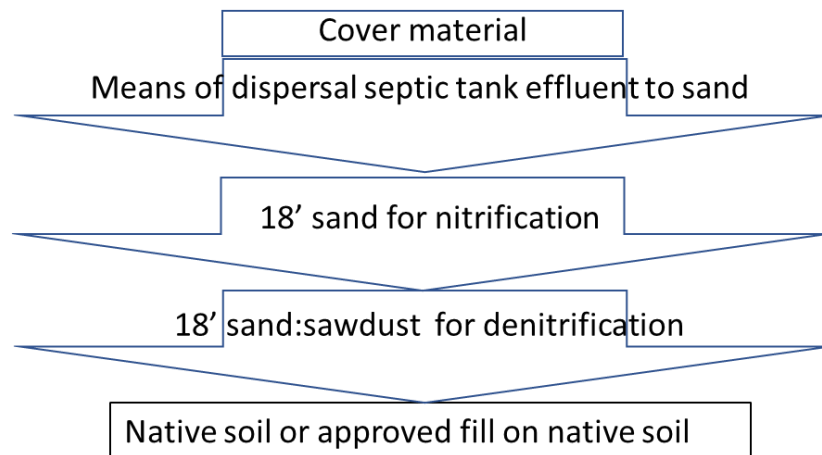 Cover material
Means of dispersal septic tank effluent to sand
18’ sand for nitrification
18’ sand:sawdust for denitrification
Native soil or approved fill on native soil